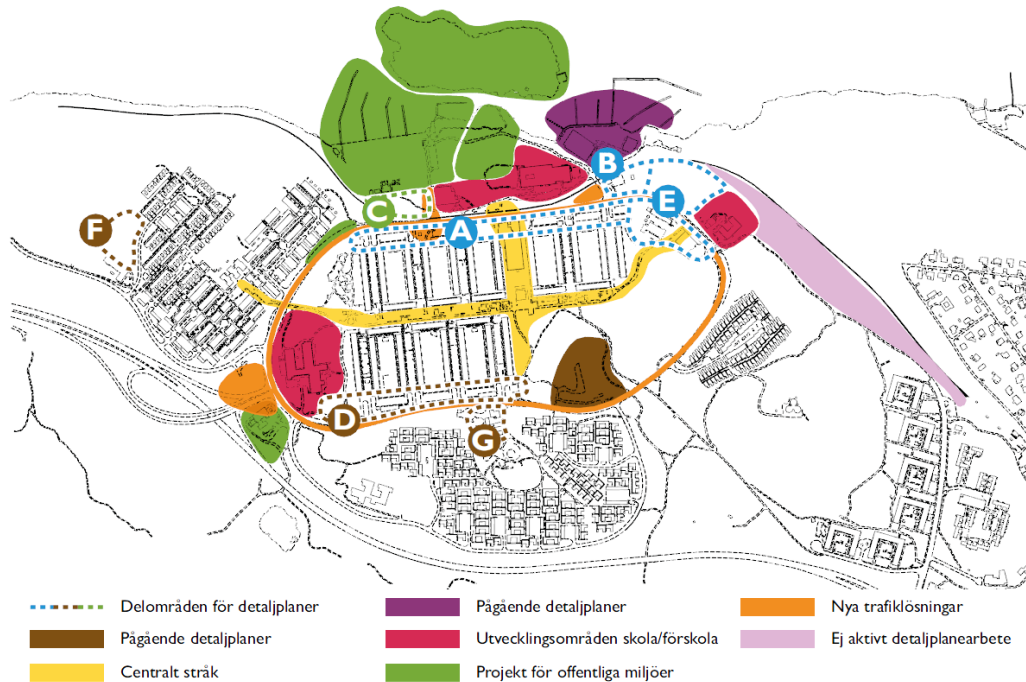 B
C
E
A
F
D
G
Delområden för detaljplaner
Pågående detaljplaner
Nya trafiklösningar
Pågående detaljplaner
Utvecklingsområden skola/förskola
Ej aktivt detaljplanearbete
Centralt stråk
Projekt för offentliga miljöer